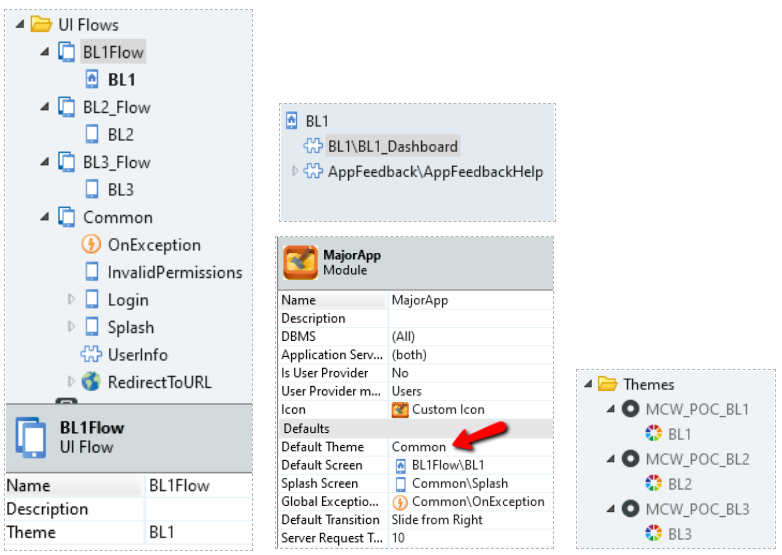 UI Flows
BL1Flow
BL1
BL2_Flow
BL2
BL3_Flow
BL3
Common
OnException
InvalidPermissions
Login
Splash
UserInfo
RedirectToURL
BL1Flow
UI Flow
Name BL1Flow
Description
Theme BL1
BL1
BL1\BL1_Dashboard
AppFeedback\AppFeedbackHelp
MajorApp
Module
Name MajorApp
Description
DBMS (All)
Application Serv... (both)
Is User Provider No
User Provider m... Users
Icon Custom Icon
Defaults
Default Theme Common
Default Screen BL1Flow\BL1
Splash Screen Common\Splash
Global Exceptio... Common\OnException
Default Transition Slide from Right
Server Request T... 10
Themes
MCW_POC_BL1
BL1
MCW_POC_BL2
BL2
MCW_POC_BL3
BL3